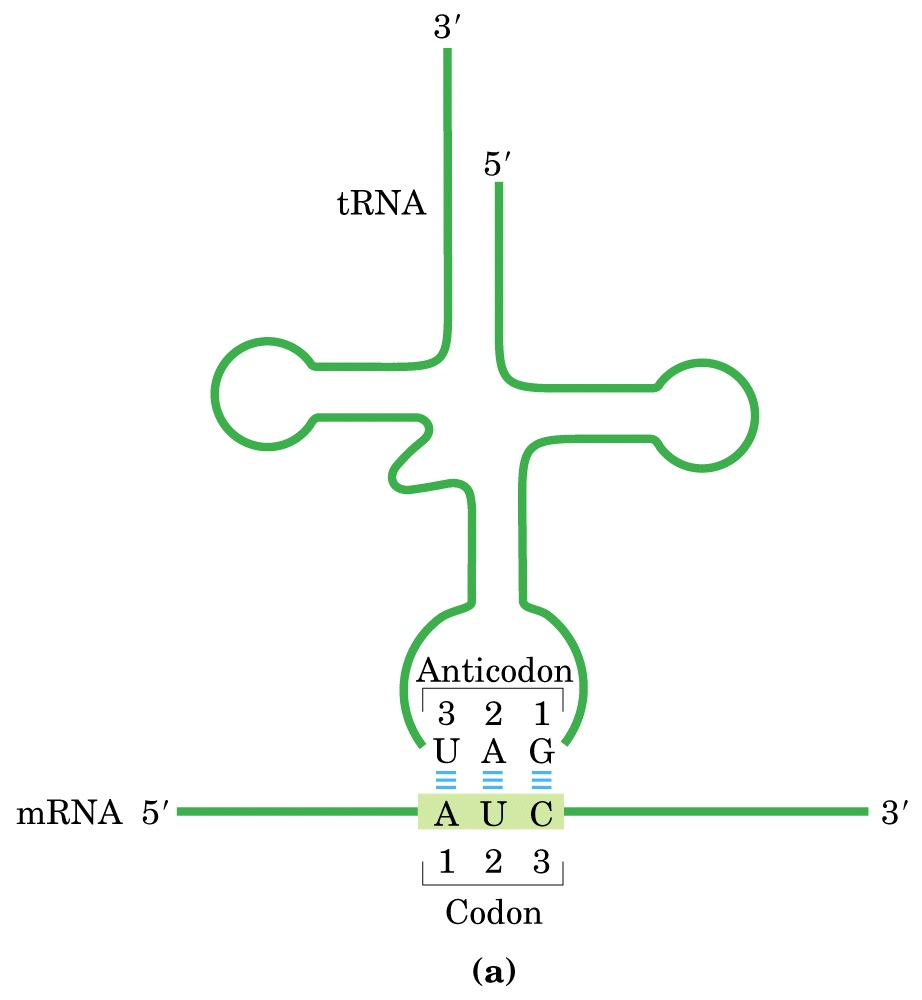 3′
5′
tRNA
Anticodon
3 2 1
U A G
mRNA 5′ A U C 3′
1 2 3
Codon
(a)